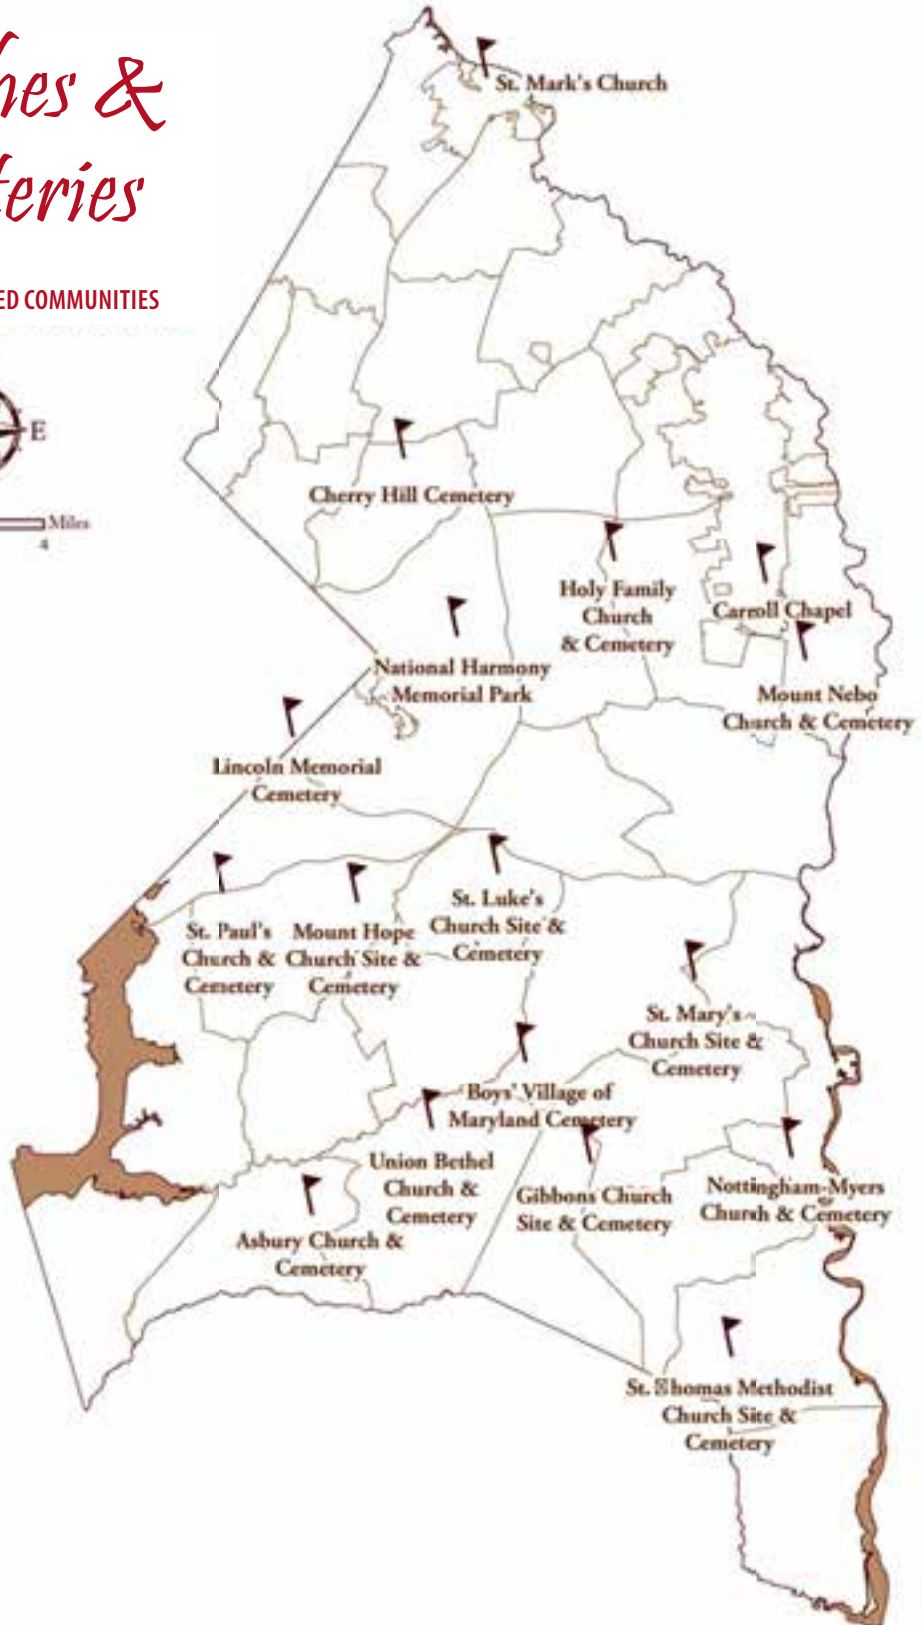 hes &
teries
ED COMMUNITIES
E
Miles
4
St. Mark's Church
Cherry Hill Cemetery
Holy Family
Church
& Cemetery
Carroll Chapel
National Harmony
Memorial Park
Mount Nebo
Church & Cemetery
Lincoln Memorial
Cemetery
St. Paul's
Church &
Cemetery
Mount Hope
Church Site &
Cemetery
St. Luke's
Church Site &
Cemetery
St. Mary's
Church Site &
Cemetery
Boys' Village of
Maryland Cemetery
Union Bethel
Church &
Cemetery
Gibbons Church
Site & Cemetery
Nottingham-Myers
Church & Cemetery
Asbury Church &
Cemetery
St. Thomas Methodist
Church Site &
Cemetery